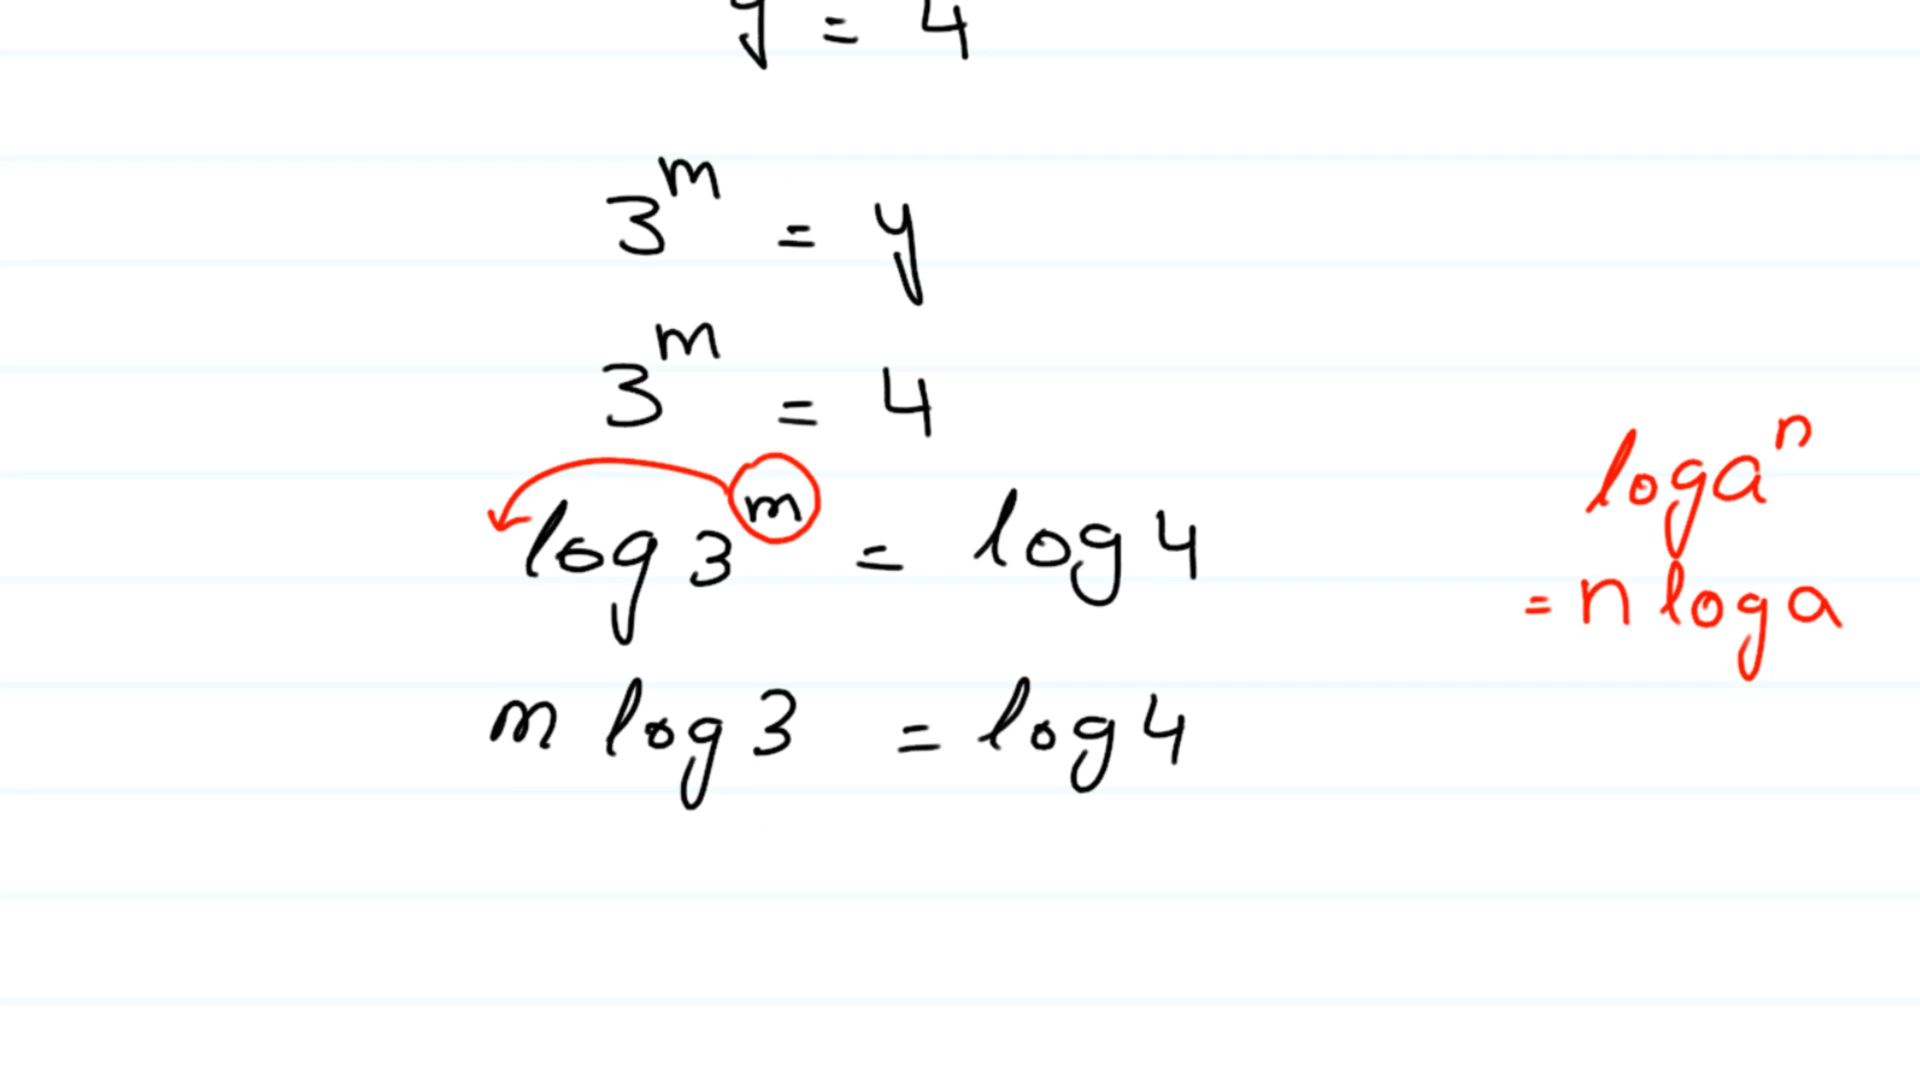 y = 4
3^m = y
3^m = 4
log 3^m = log 4
m log 3 = log 4
log a^n
= n log a